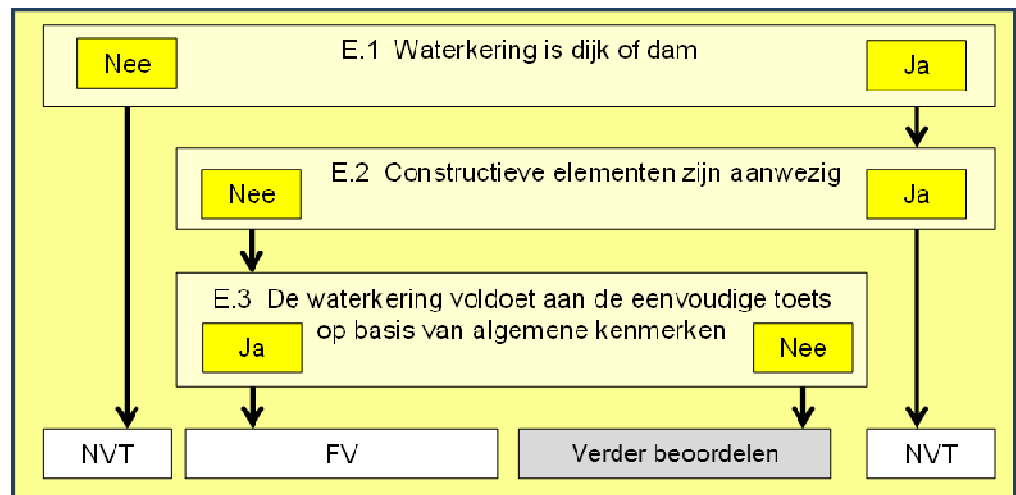 E.1 Waterkering is dijk of dam
Nee
Ja
E.2 Constructieve elementen zijn aanwezig
Nee
Ja
E.3 De waterkering voldoet aan de eenvoudige toets
op basis van algemene kenmerken
Ja
Nee
NVT
FV
Verder beoordelen
NVT